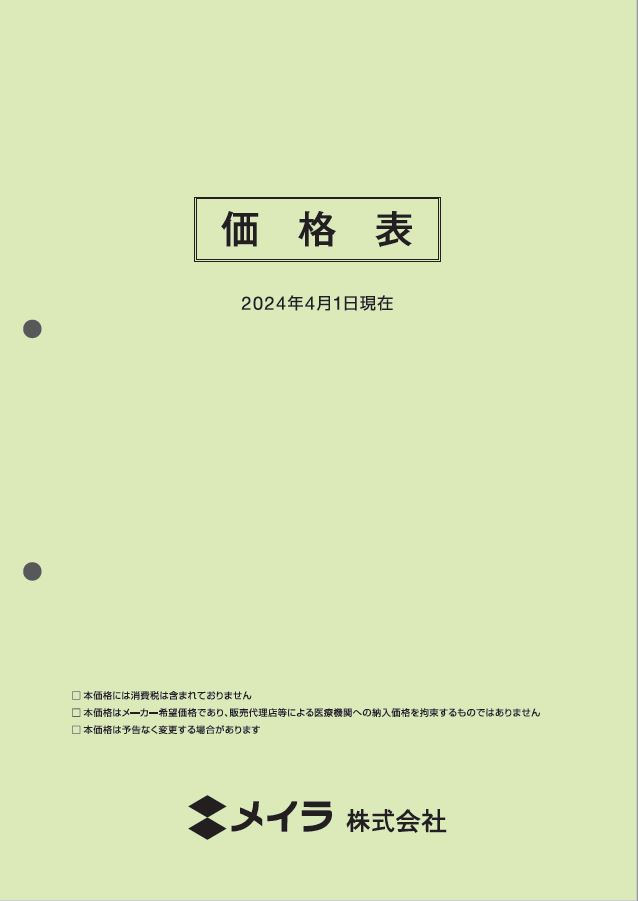 価 格 表
2024年4月1日現在
□ 本価格には消費税は含まれておりません
□ 本価格はメーカー希望価格であり、販売代理店等による医療機関への納入価格を拘束するものではありません
□ 本価格は予告なく変更する場合があります
メイラ 株式会社